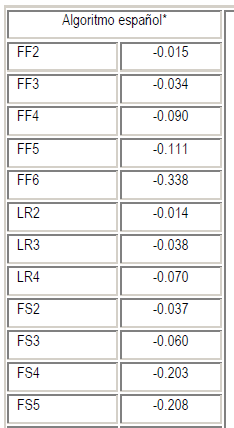 Algoritmo español*
FF2 -0.015
FF3 -0.034
FF4 -0.090
FF5 -0.111
FF6 -0.338
LR2 -0.014
LR3 -0.038
LR4 -0.070
FS2 -0.037
FS3 -0.060
FS4 -0.203
FS5 -0.208